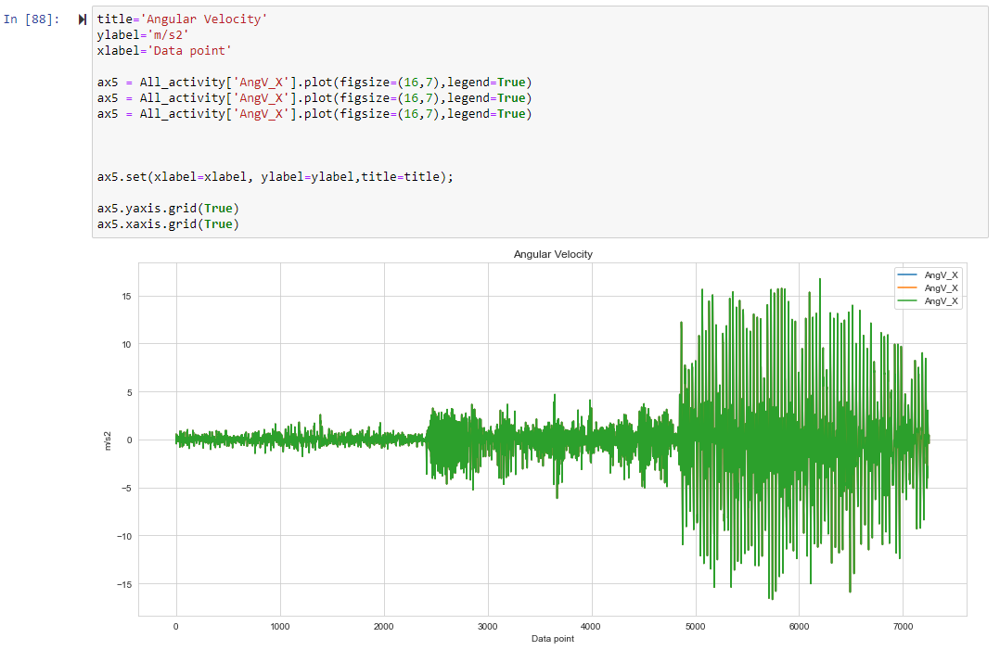 In [88]:
title='Angular Velocity'
ylabel='m/s2'
xlabel='Data point'
ax5 = All_activity['AngV_X'].plot(figsize=(16,7),legend=True)
ax5 = All_activity['AngV_X'].plot(figsize=(16,7),legend=True)
ax5 = All_activity['AngV_X'].plot(figsize=(16,7),legend=True)
ax5.set(xlabel=xlabel, ylabel=ylabel,title=title);
ax5.yaxis.grid(True)
ax5.xaxis.grid(True)
Angular Velocity
AngV_X
AngV_X
AngV_X
15
10
5
0
−5
−10
−15
m/s2
0 1000 2000 3000 4000 5000 6000 7000
Data point